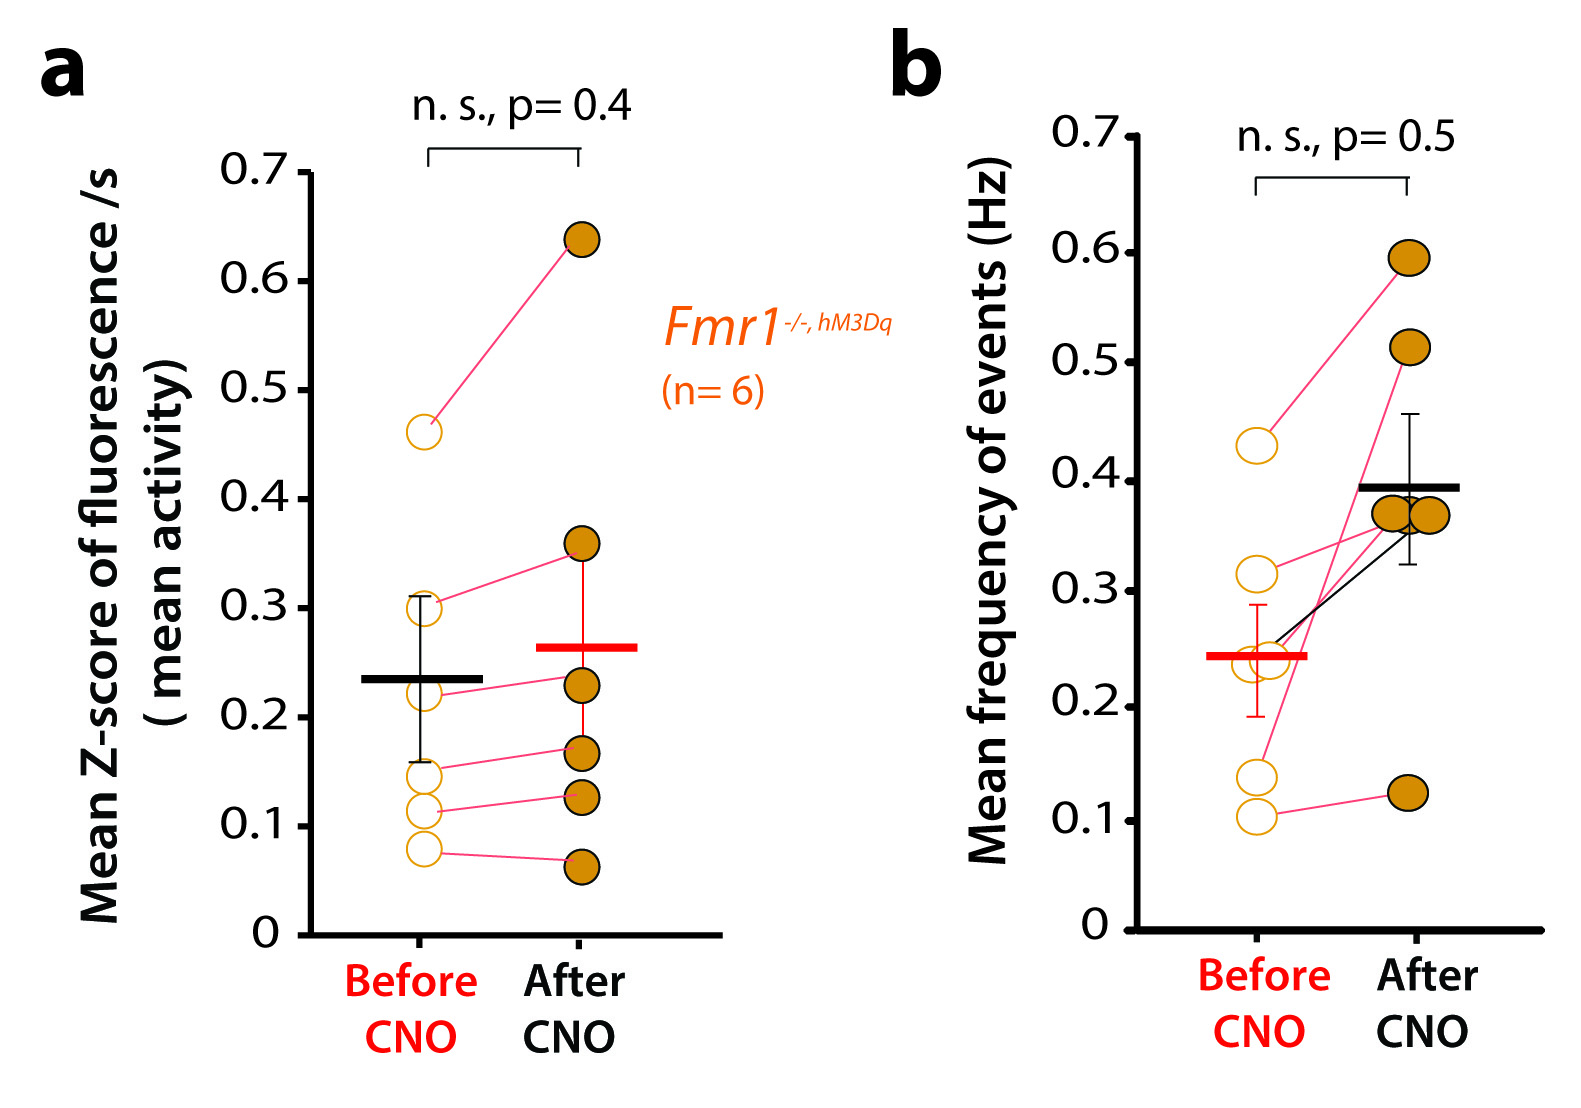 a
n. s., p= 0.4
Mean Z-score of fluorescence /s
( mean activity)
0.7
0.6
0.5
0.4
0.3
0.2
0.1
0
Before
CNO
After
CNO
Fmr1-/-, hM3Dq
(n= 6)
b
n. s., p= 0.5
Mean frequency of events (Hz)
0.7
0.6
0.5
0.4
0.3
0.2
0.1
0
Before
CNO
After
CNO